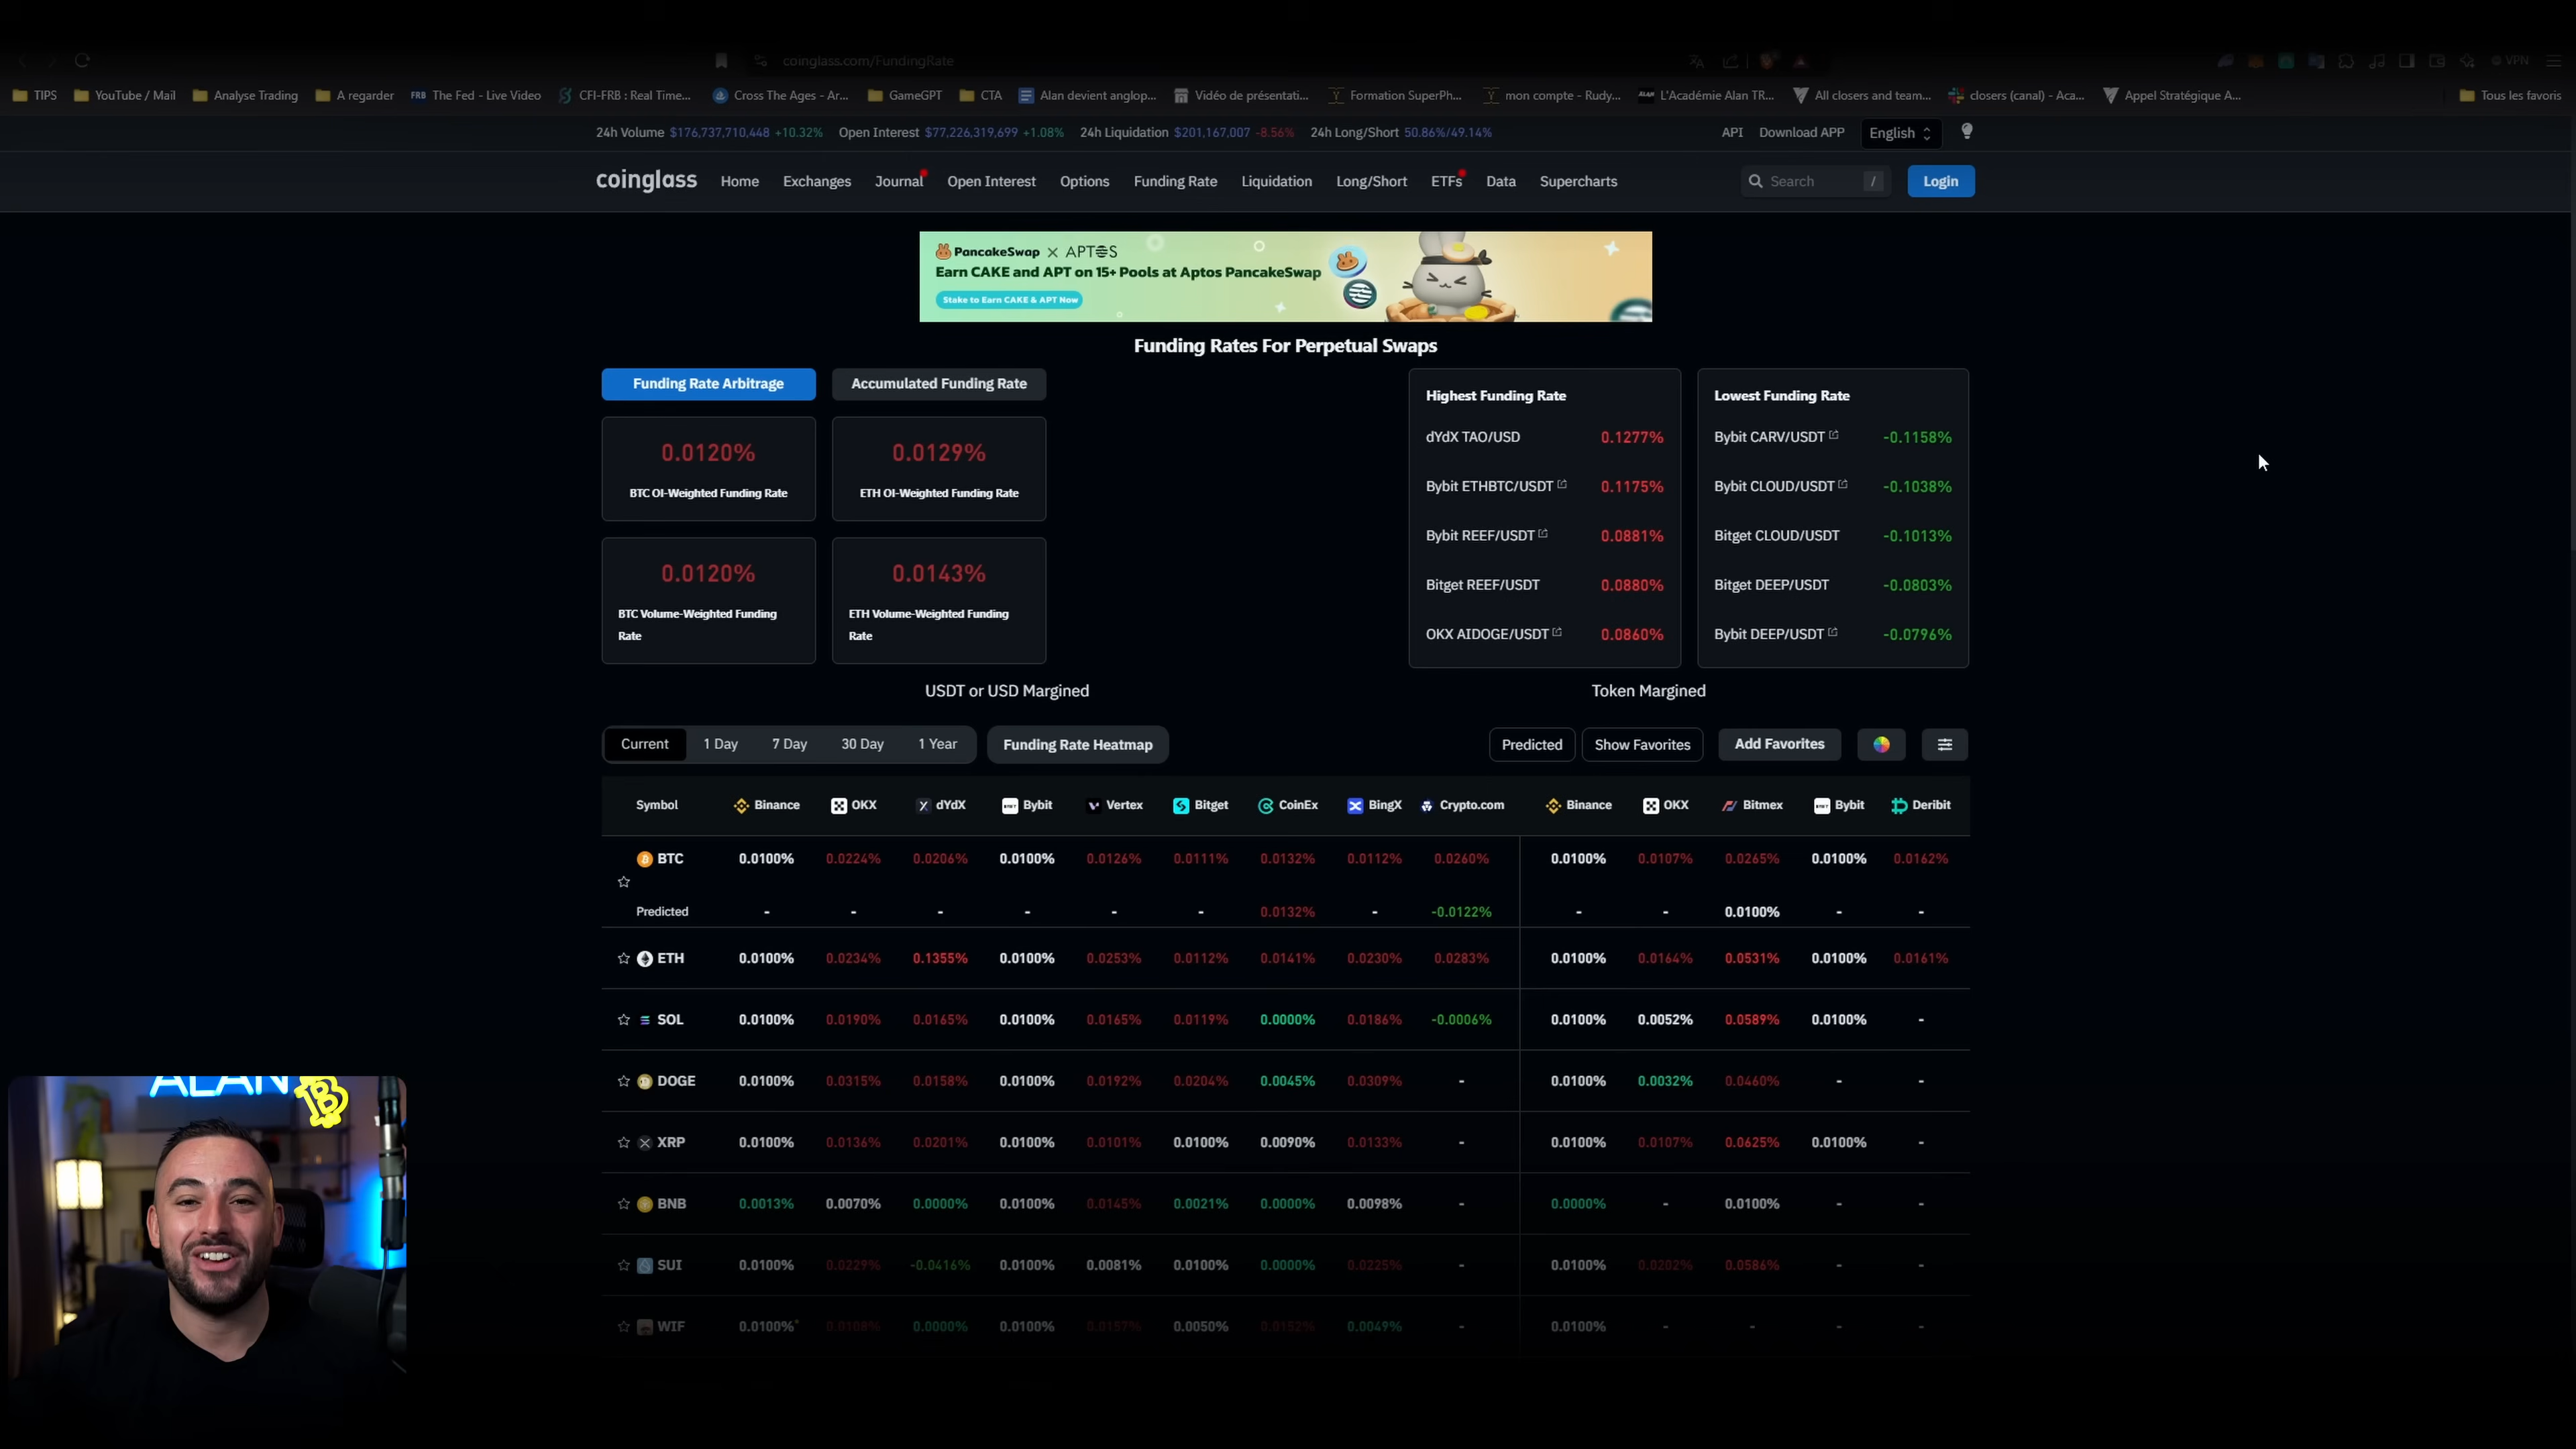 coinglass.com/FundingRate
VPN
TIPS YouTube / Mail Analyse Trading A regarder FRB The Fed - Live Video CFI-FRB : Real Time... Cross The Ages - Ar... GameGPT CTA Alan devient anglop... Vidéo de présentati... Formation SuperPh... mon compte - Rudy... L'Académie Alan TR... All closers and team... closers (canal) - Aca... Appel Stratégique A... Tous les favoris
24h Volume $176,737,710,448 +10.32% Open Interest $77,226,319,699 +1.08% 24h Liquidation $201,167,007 -8.56% 24h Long/Short 50.86%/49.14% API Download APP English
coinglass Home Exchanges Journal Open Interest Options Funding Rate Liquidation Long/Short ETFs Data Supercharts Search / Login
PancakeSwap × APTOS
Earn CAKE and APT on 15+ Pools at Aptos PancakeSwap
Stake to Earn CAKE & APT Now
Funding Rates For Perpetual Swaps
Funding Rate Arbitrage Accumulated Funding Rate
0.0120% 0.0129%
BTC OI-Weighted Funding Rate ETH OI-Weighted Funding Rate
0.0120% 0.0143%
BTC Volume-Weighted Funding Rate ETH Volume-Weighted Funding Rate
Highest Funding Rate
dYdX TAO/USD 0.1277%
Bybit ETHBTC/USDT 0.1175%
Bybit REEF/USDT 0.0881%
Bitget REEF/USDT 0.0880%
OKX AIDOGE/USDT 0.0860%
Lowest Funding Rate
Bybit CARV/USDT -0.1158%
Bybit CLOUD/USDT -0.1038%
Bitget CLOUD/USDT -0.1013%
Bitget DEEP/USDT -0.0803%
Bybit DEEP/USDT -0.0796%
USDT or USD Margined Token Margined
Current 1 Day 7 Day 30 Day 1 Year Funding Rate Heatmap Predicted Show Favorites Add Favorites
Symbol Binance OKX dYdX Bybit Vertex Bitget CoinEx BingX Crypto.com Binance OKX Bitmex Bybit Deribit
BTC 0.0100% 0.0224% 0.0206% 0.0100% 0.0126% 0.0111% 0.0132% 0.0112% 0.0260% 0.0100% 0.0107% 0.0265% 0.0100% 0.0162%
Predicted - - - - - - 0.0132% - -0.0122% - - 0.0100% - -
ETH 0.0100% 0.0234% 0.1355% 0.0100% 0.0253% 0.0112% 0.0141% 0.0230% 0.0283% 0.0100% 0.0164% 0.0531% 0.0100% 0.0161%
SOL 0.0100% 0.0190% 0.0165% 0.0100% 0.0165% 0.0119% 0.0000% 0.0186% -0.0006% 0.0100% 0.0052% 0.0589% 0.0100% -
DOGE 0.0100% 0.0315% 0.0158% 0.0100% 0.0192% 0.0204% 0.0045% 0.0309% - 0.0100% 0.0032% 0.0460% - -
XRP 0.0100% 0.0136% 0.0201% 0.0100% 0.0101% 0.0100% 0.0090% 0.0133% - 0.0100% 0.0107% 0.0625% 0.0100% -
BNB 0.0013% 0.0070% 0.0000% 0.0100% 0.0145% 0.0021% 0.0000% 0.0098% - 0.0000% - 0.0100% - -
SUI 0.0100% 0.0229% -0.0416% 0.0100% 0.0081% 0.0100% 0.0000% 0.0225% - 0.0100% 0.0202% 0.0586% - -
WIF 0.0100%* 0.0108% 0.0000% 0.0100% 0.0157% 0.0050% 0.0152% 0.0049% - 0.0100% - - - -
ALAN